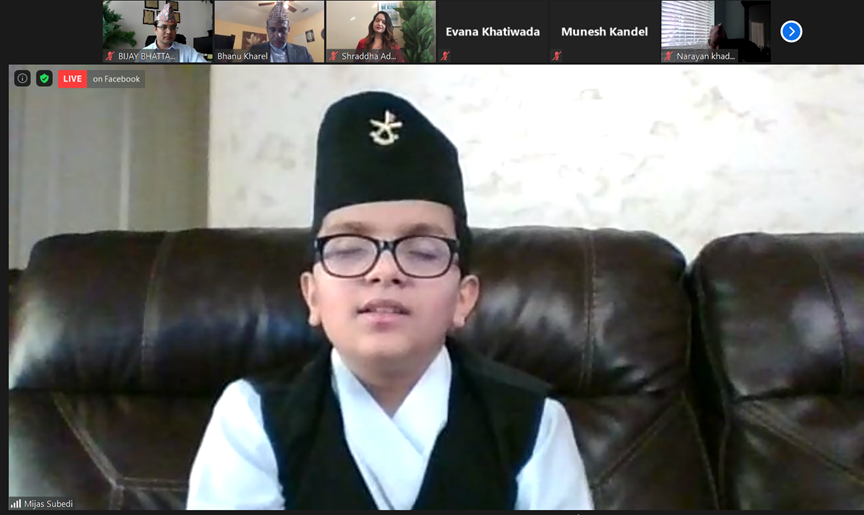 BIJAY BHATTA...
Bhanu Kharel
Shraddha Ad...
Evana Khatiwada
Munesh Kandel
Narayan khad...
LIVE on Facebook
Mijas Subedi